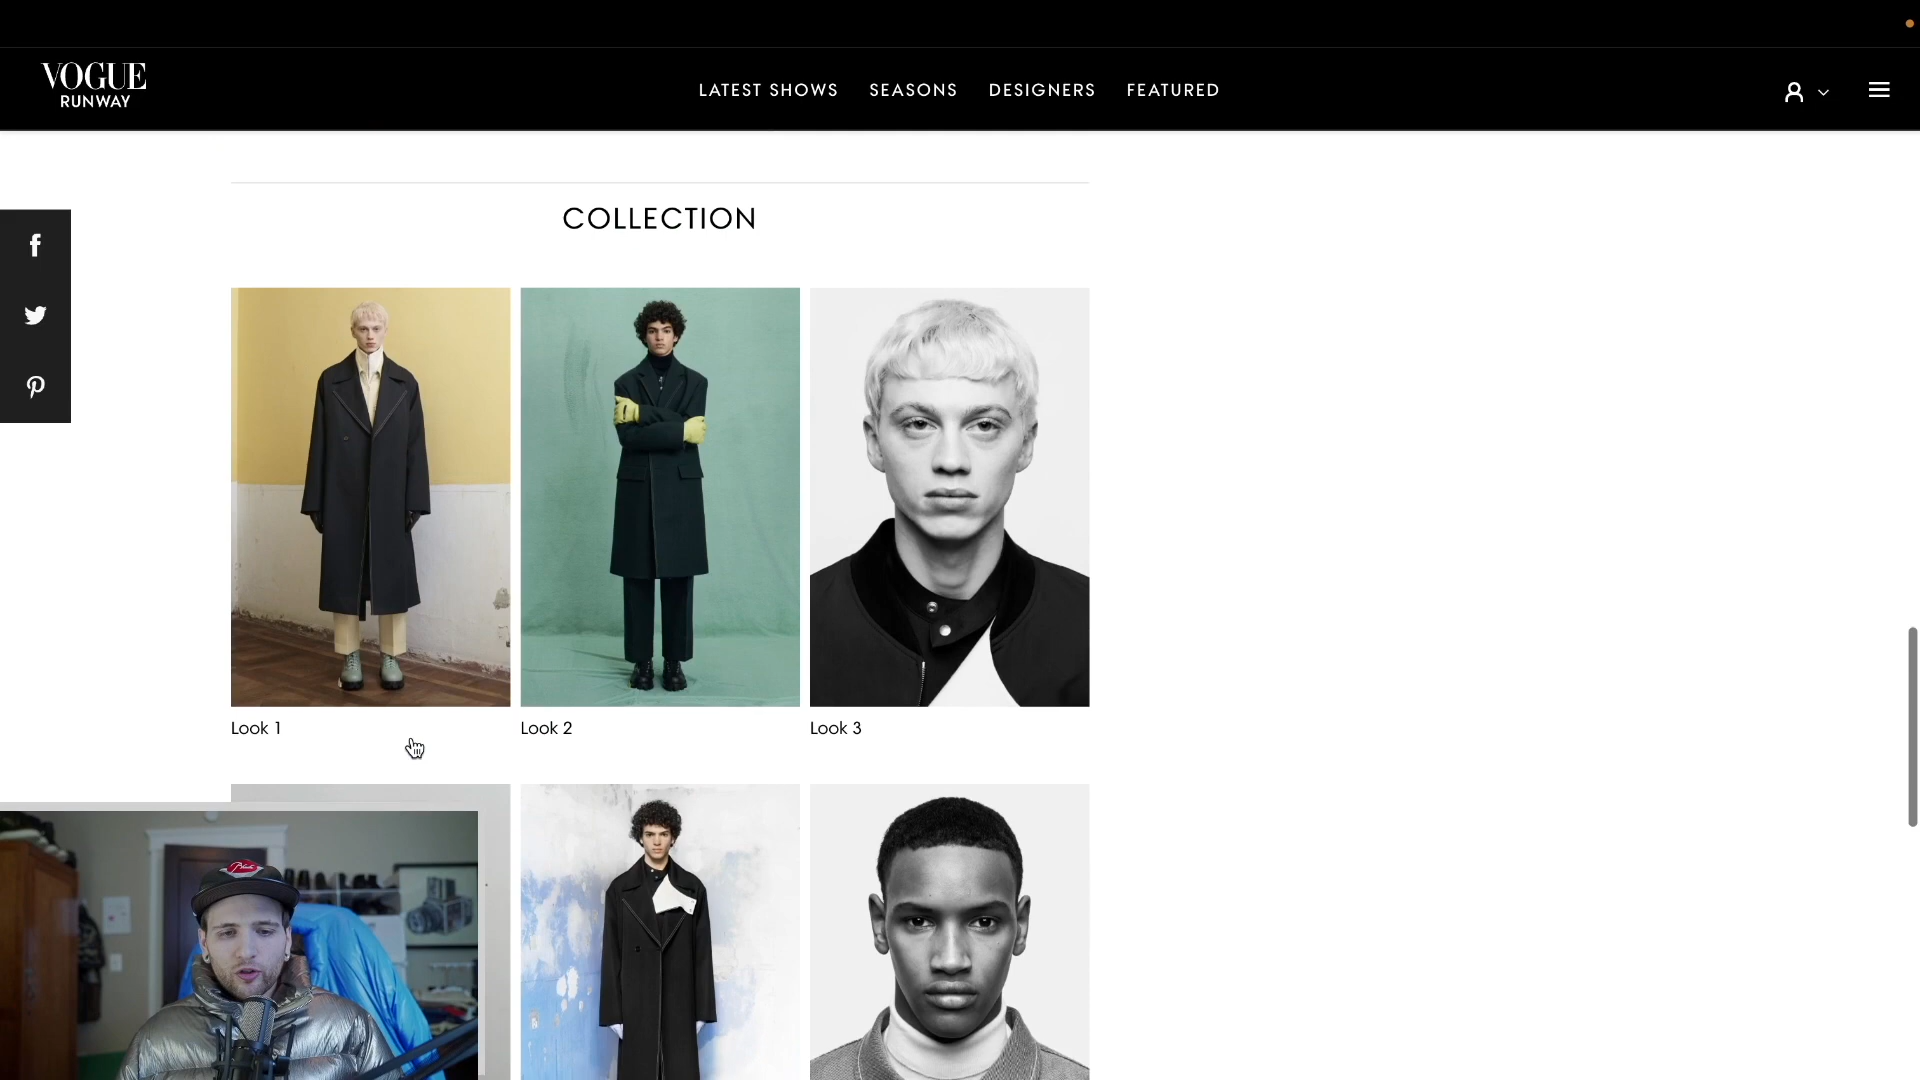 VOGUE
RUNWAY
LATEST SHOWS
SEASONS
DESIGNERS
FEATURED
COLLECTION
Look 1
Look 2
Look 3